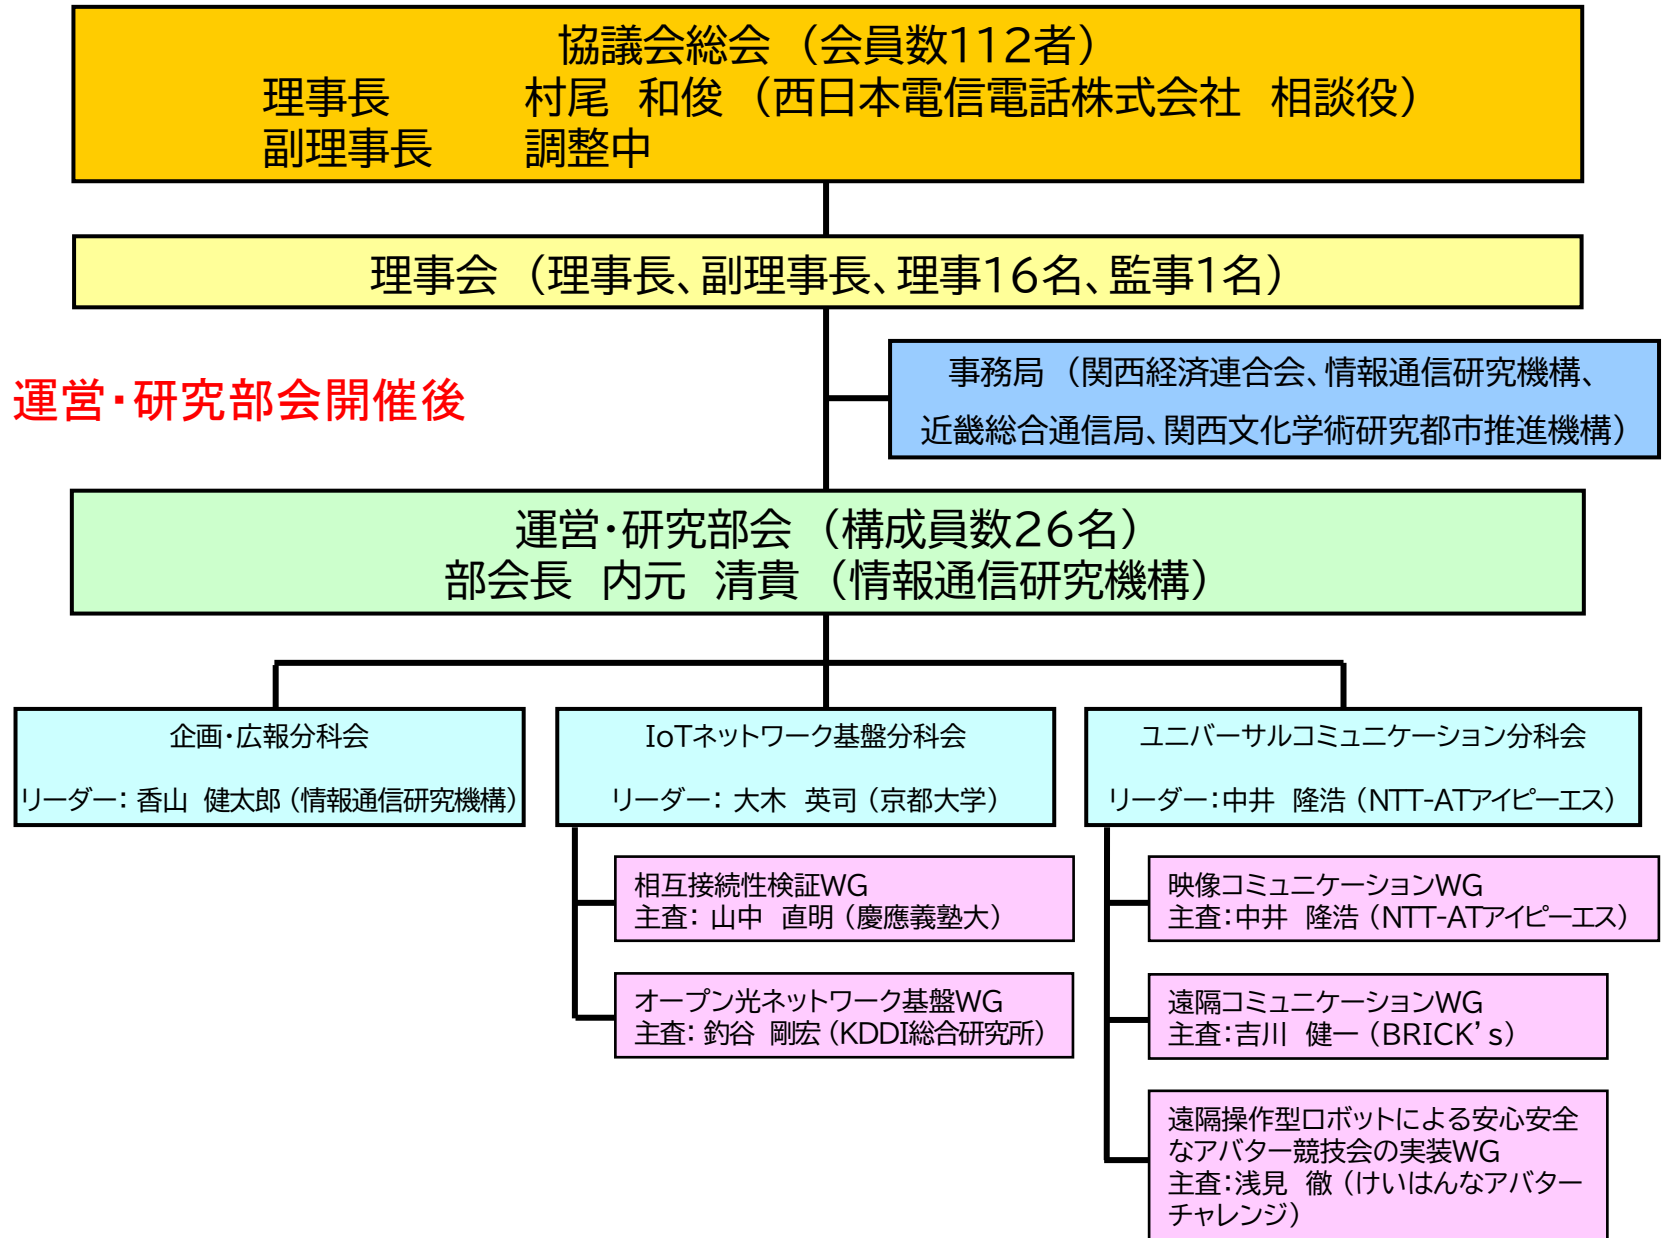 協議会総会（会員数112者）
理事長　村尾　和俊（西日本電信電話株式会社　相談役）
副理事長　調整中
理事会（理事長、副理事長、理事16名、監事1名）
事務局（関西経済連合会、情報通信研究機構、
近畿総合通信局、関西文化学術研究都市推進機構）
運営・研究部会開催後
運営・研究部会（構成員数26名）
部会長　内元　清貴（情報通信研究機構）
企画・広報分科会
リーダー：香山　健太郎（情報通信研究機構）
IoTネットワーク基盤分科会
リーダー：大木　英司（京都大学）
相互接続性検証WG
主査：山中　直明（慶應義塾大）
オープン光ネットワーク基盤WG
主査：釣谷　剛宏（KDDI総合研究所）
ユニバーサルコミュニケーション分科会
リーダー：中井　隆浩（NTT-ATアイピーエス）
映像コミュニケーションWG
主査：中井　隆浩（NTT-ATアイピーエス）
遠隔コミュニケーションWG
主査：吉川　健一（BRICK’s）
遠隔操作型ロボットによる安心安全
なアバター競技会の実装WG
主査：浅見　徹（けいはんなアバター
チャレンジ）